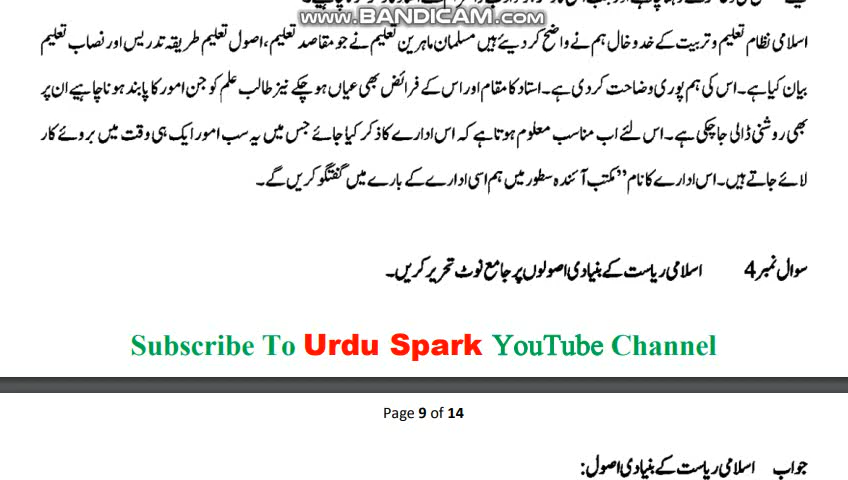 WWW.BANDICAM.COM
اسلامی نظام تعلیم و تربیت کے خدو خال ہم نے واضح کر دیئے ہیں مسلمان ماہرین تعلیم نے جو مقاصد تعلیم، اصول تعلیم طریقہ تدریس اور نصاب تعلیم
بیان کیا ہے۔ اس کی ہم پوری وضاحت کر دی ہے۔ استاد کا مقام اور اس کے فرائض بھی عیاں ہو چکے نیز طالب علم کو جن امور کا پابند ہونا چاہیے ان پر
بھی روشنی ڈالی جا چکی ہے۔ اس لئے اب مناسب معلوم ہوتا ہے کہ اس ادارے کا ذکر کیا جائے جس میں یہ سب امور ایک ہی وقت میں بروئے کار
لائے جاتے ہیں۔ اس ادارے کا نام ”مکتب آئندہ سطور میں ہم اسی ادارے کے بارے میں گفتگو کریں گے۔
سوال نمبر 4 اسلامی ریاست کے بنیادی اصولوں پر جامع نوٹ تحریر کریں۔
Subscribe To Urdu Spark YouTube Channel
Page 9 of 14
جواب اسلامی ریاست کے بنیادی اصول: